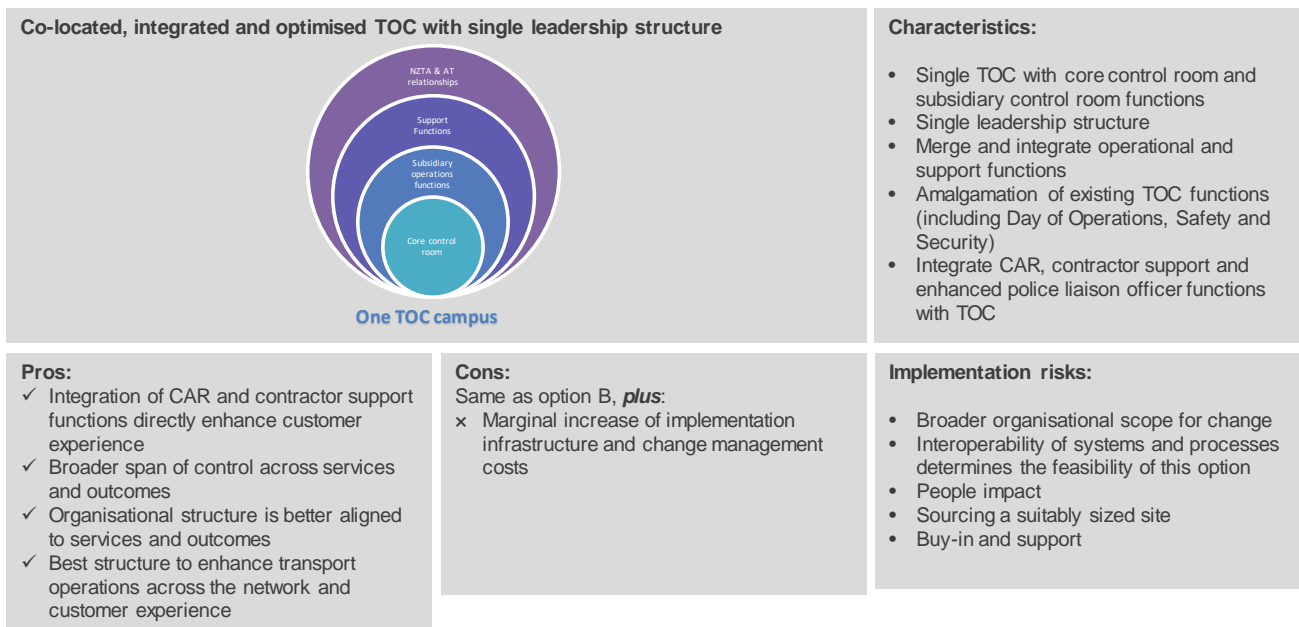 Co-located, integrated and optimised TOC with single leadership structure
NZTA & AT
relationships
Support
Functions
Subsidiary
operations
functions
Core control
room
One TOC campus
Characteristics:
• Single TOC with core control room and
subsidiary control room functions
• Single leadership structure
• Merge and integrate operational and
support functions
• Amalgamation of existing TOC functions
(including Day of Operations, Safety and
Security)
• Integrate CAR, contractor support and
enhanced police liaison officer functions
with TOC
Pros:
✓ Integration of CAR and contractor support
functions directly enhance customer
experience
✓ Broader span of control across services
and outcomes
✓ Organisational structure is better aligned
to services and outcomes
✓ Best structure to enhance transport
operations across the network and
customer experience
Cons:
Same as option B, plus:
× Marginal increase of implementation
infrastructure and change management
costs
Implementation risks:
• Broader organisational scope for change
• Interoperability of systems and processes
determines the feasibility of this option
• People impact
• Sourcing a suitably sized site
• Buy-in and support